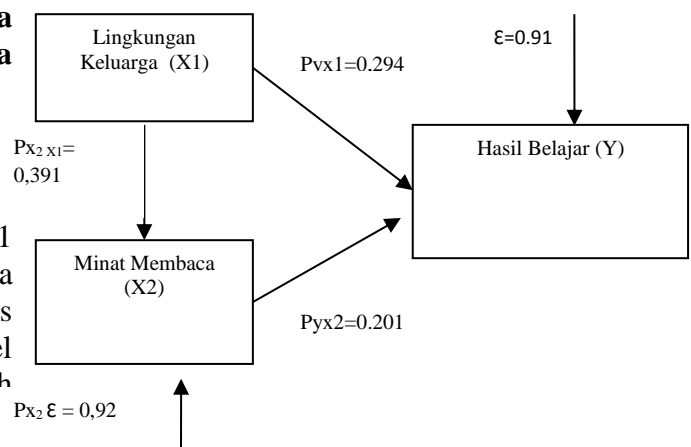 a
a
Lingkungan
Keluarga (X1)
Ɛ=0.91
Pvx1=0.294
Hasil Belajar (Y)
Px2 X1=
0,391
l
a
s
el
Minat Membaca
(X2)
Pyx2=0.201
Px2 Ɛ = 0,92